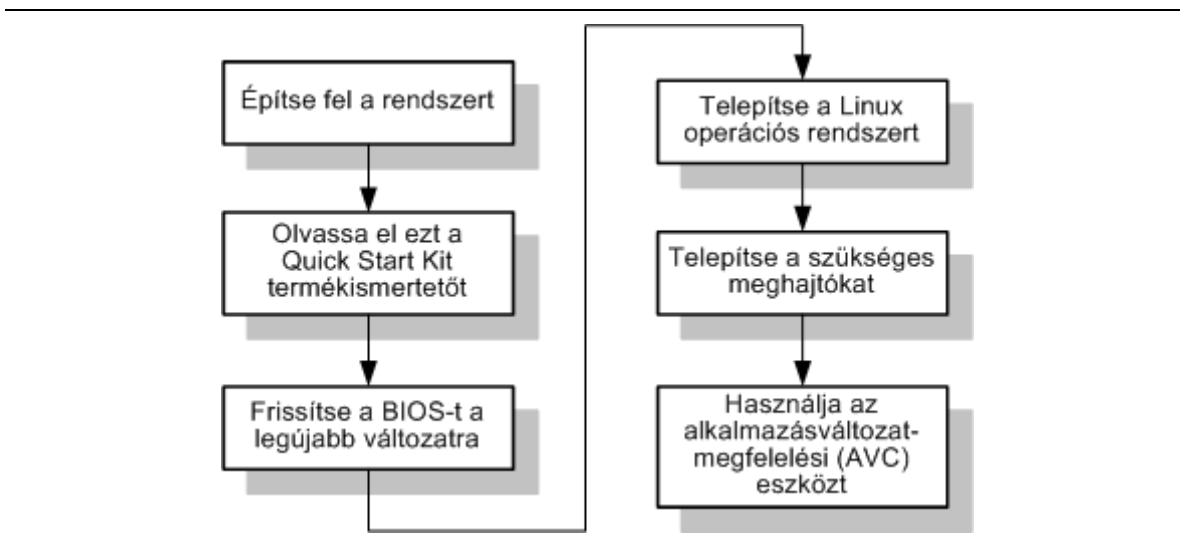 Építse fel a rendszert
Olvassa el ezt a
Quick Start Kit
termékismertetőt
Frissítse a BIOS-t a
legújabb változatra
Telepítse a Linux
operációs rendszert
Telepítse a szükséges
meghajtókat
Használja az
alkalmazásváltozat-
megfelelési (AVC)
eszközt